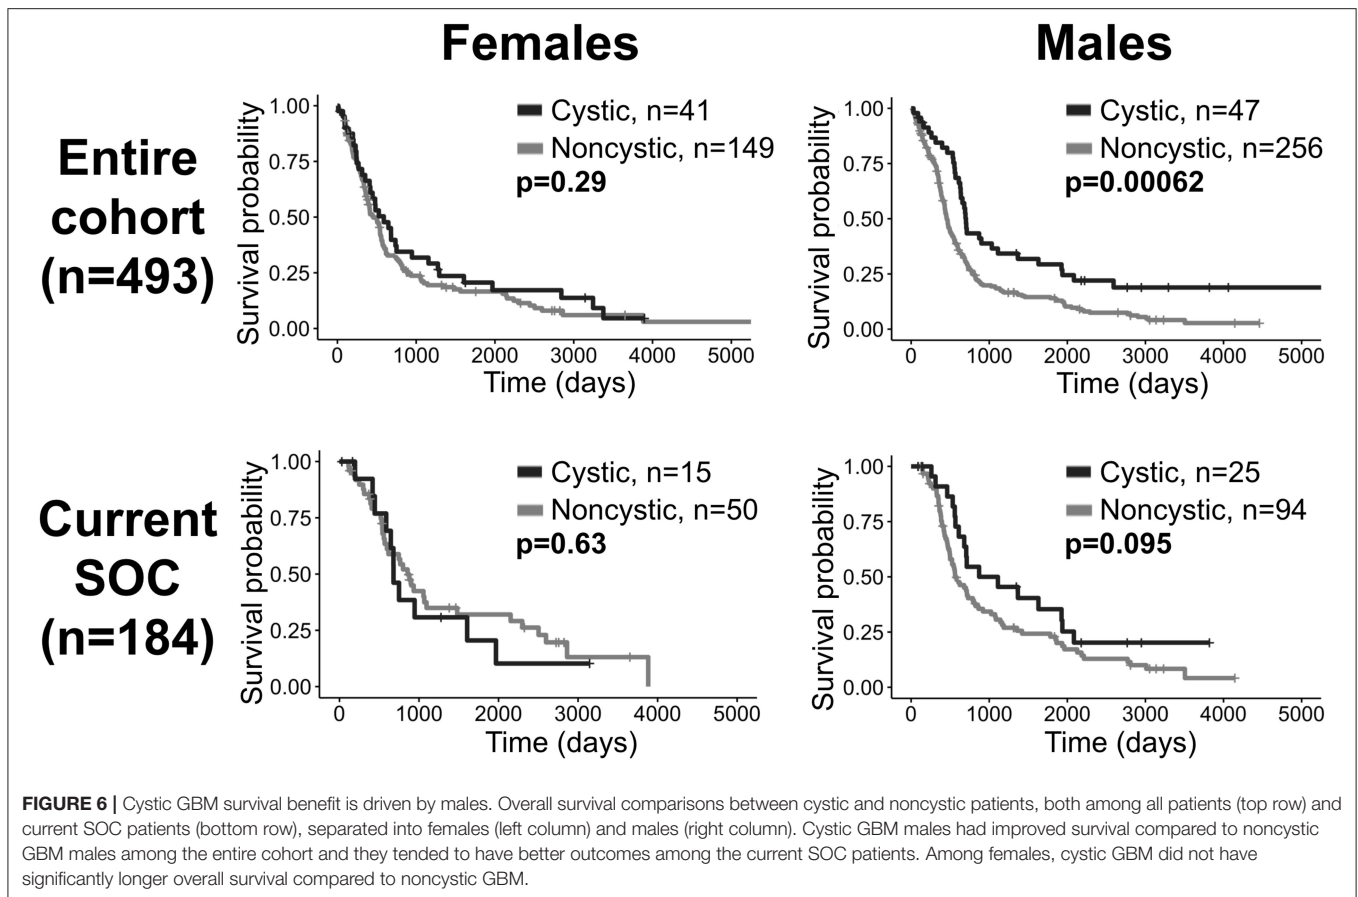 Females
Males
Entire
cohort
(n=493)
Survival probability
1.00
0.75
0.50
0.25
0.00
Cystic, n=41
Noncystic, n=149
p=0.29
0 1000 2000 3000 4000 5000
Time (days)
Survival probability
1.00
0.75
0.50
0.25
0.00
Cystic, n=47
Noncystic, n=256
p=0.00062
0 1000 2000 3000 4000 5000
Time (days)
Current
SOC
(n=184)
Survival probability
1.00
0.75
0.50
0.25
0.00
Cystic, n=15
Noncystic, n=50
p=0.63
0 1000 2000 3000 4000 5000
Time (days)
Survival probability
1.00
0.75
0.50
0.25
0.00
Cystic, n=25
Noncystic, n=94
p=0.095
0 1000 2000 3000 4000 5000
Time (days)
FIGURE 6 | Cystic GBM survival benefit is driven by males. Overall survival comparisons between cystic and noncystic patients, both among all patients (top row) and
current SOC patients (bottom row), separated into females (left column) and males (right column). Cystic GBM males had improved survival compared to noncystic
GBM males among the entire cohort and they tended to have better outcomes among the current SOC patients. Among females, cystic GBM did not have
significantly longer overall survival compared to noncystic GBM.